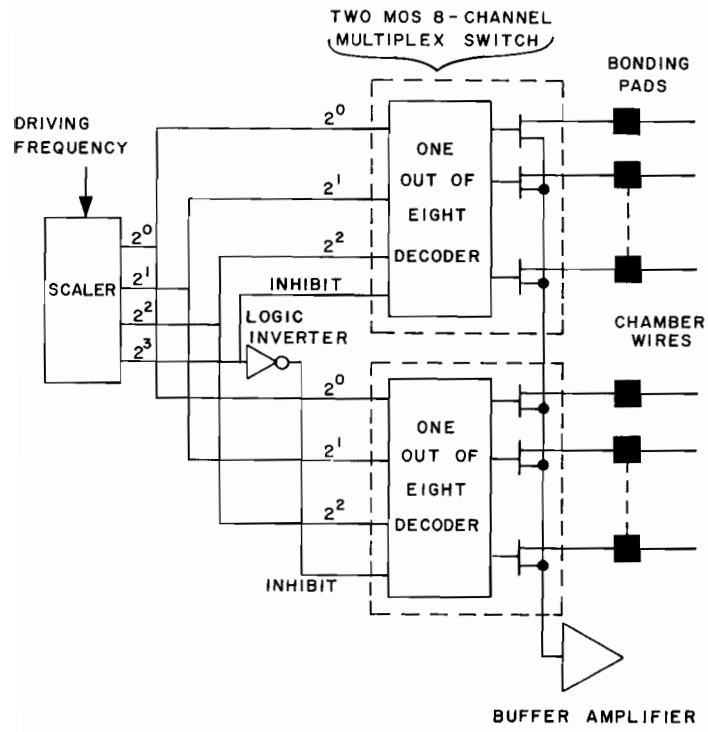 TWO MOS 8-CHANNEL
MULTIPLEX SWITCH
BONDING
PADS
DRIVING
FREQUENCY
2⁰
2¹
2²
INHIBIT
ONE
OUT OF
EIGHT
DECODER
SCALER
2⁰
2¹
2²
2³
LOGIC
INVERTER
CHAMBER
WIRES
2⁰
2¹
2²
INHIBIT
ONE
OUT OF
EIGHT
DECODER
BUFFER AMPLIFIER